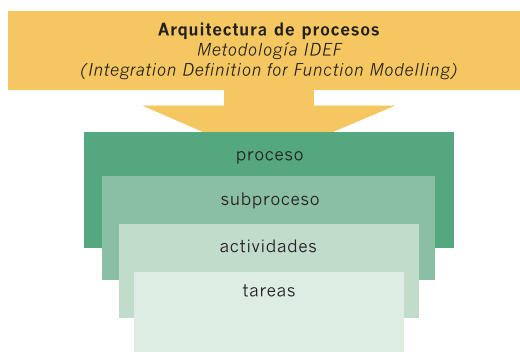 Arquitectura de procesos
Metodología IDEF
(Integration Definition for Function Modelling)
proceso
subproceso
actividades
tareas